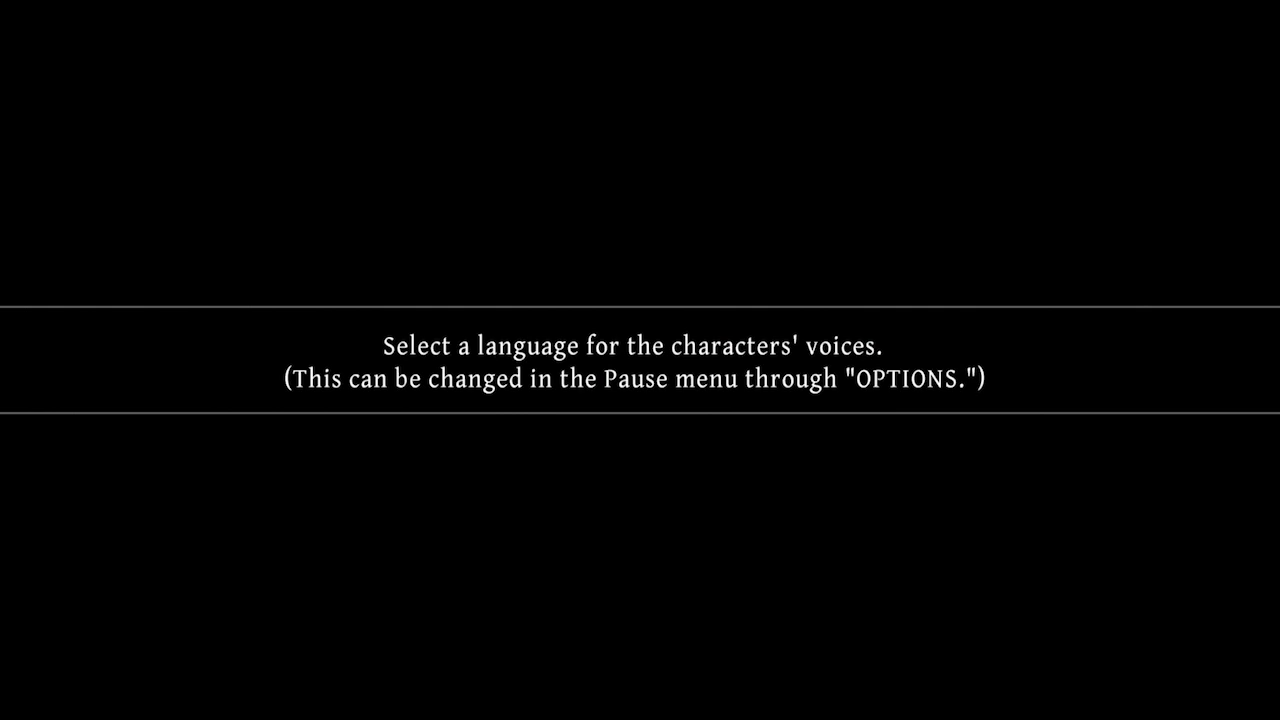 Select a language for the characters' voices.
(This can be changed in the Pause menu through "OPTIONS.")